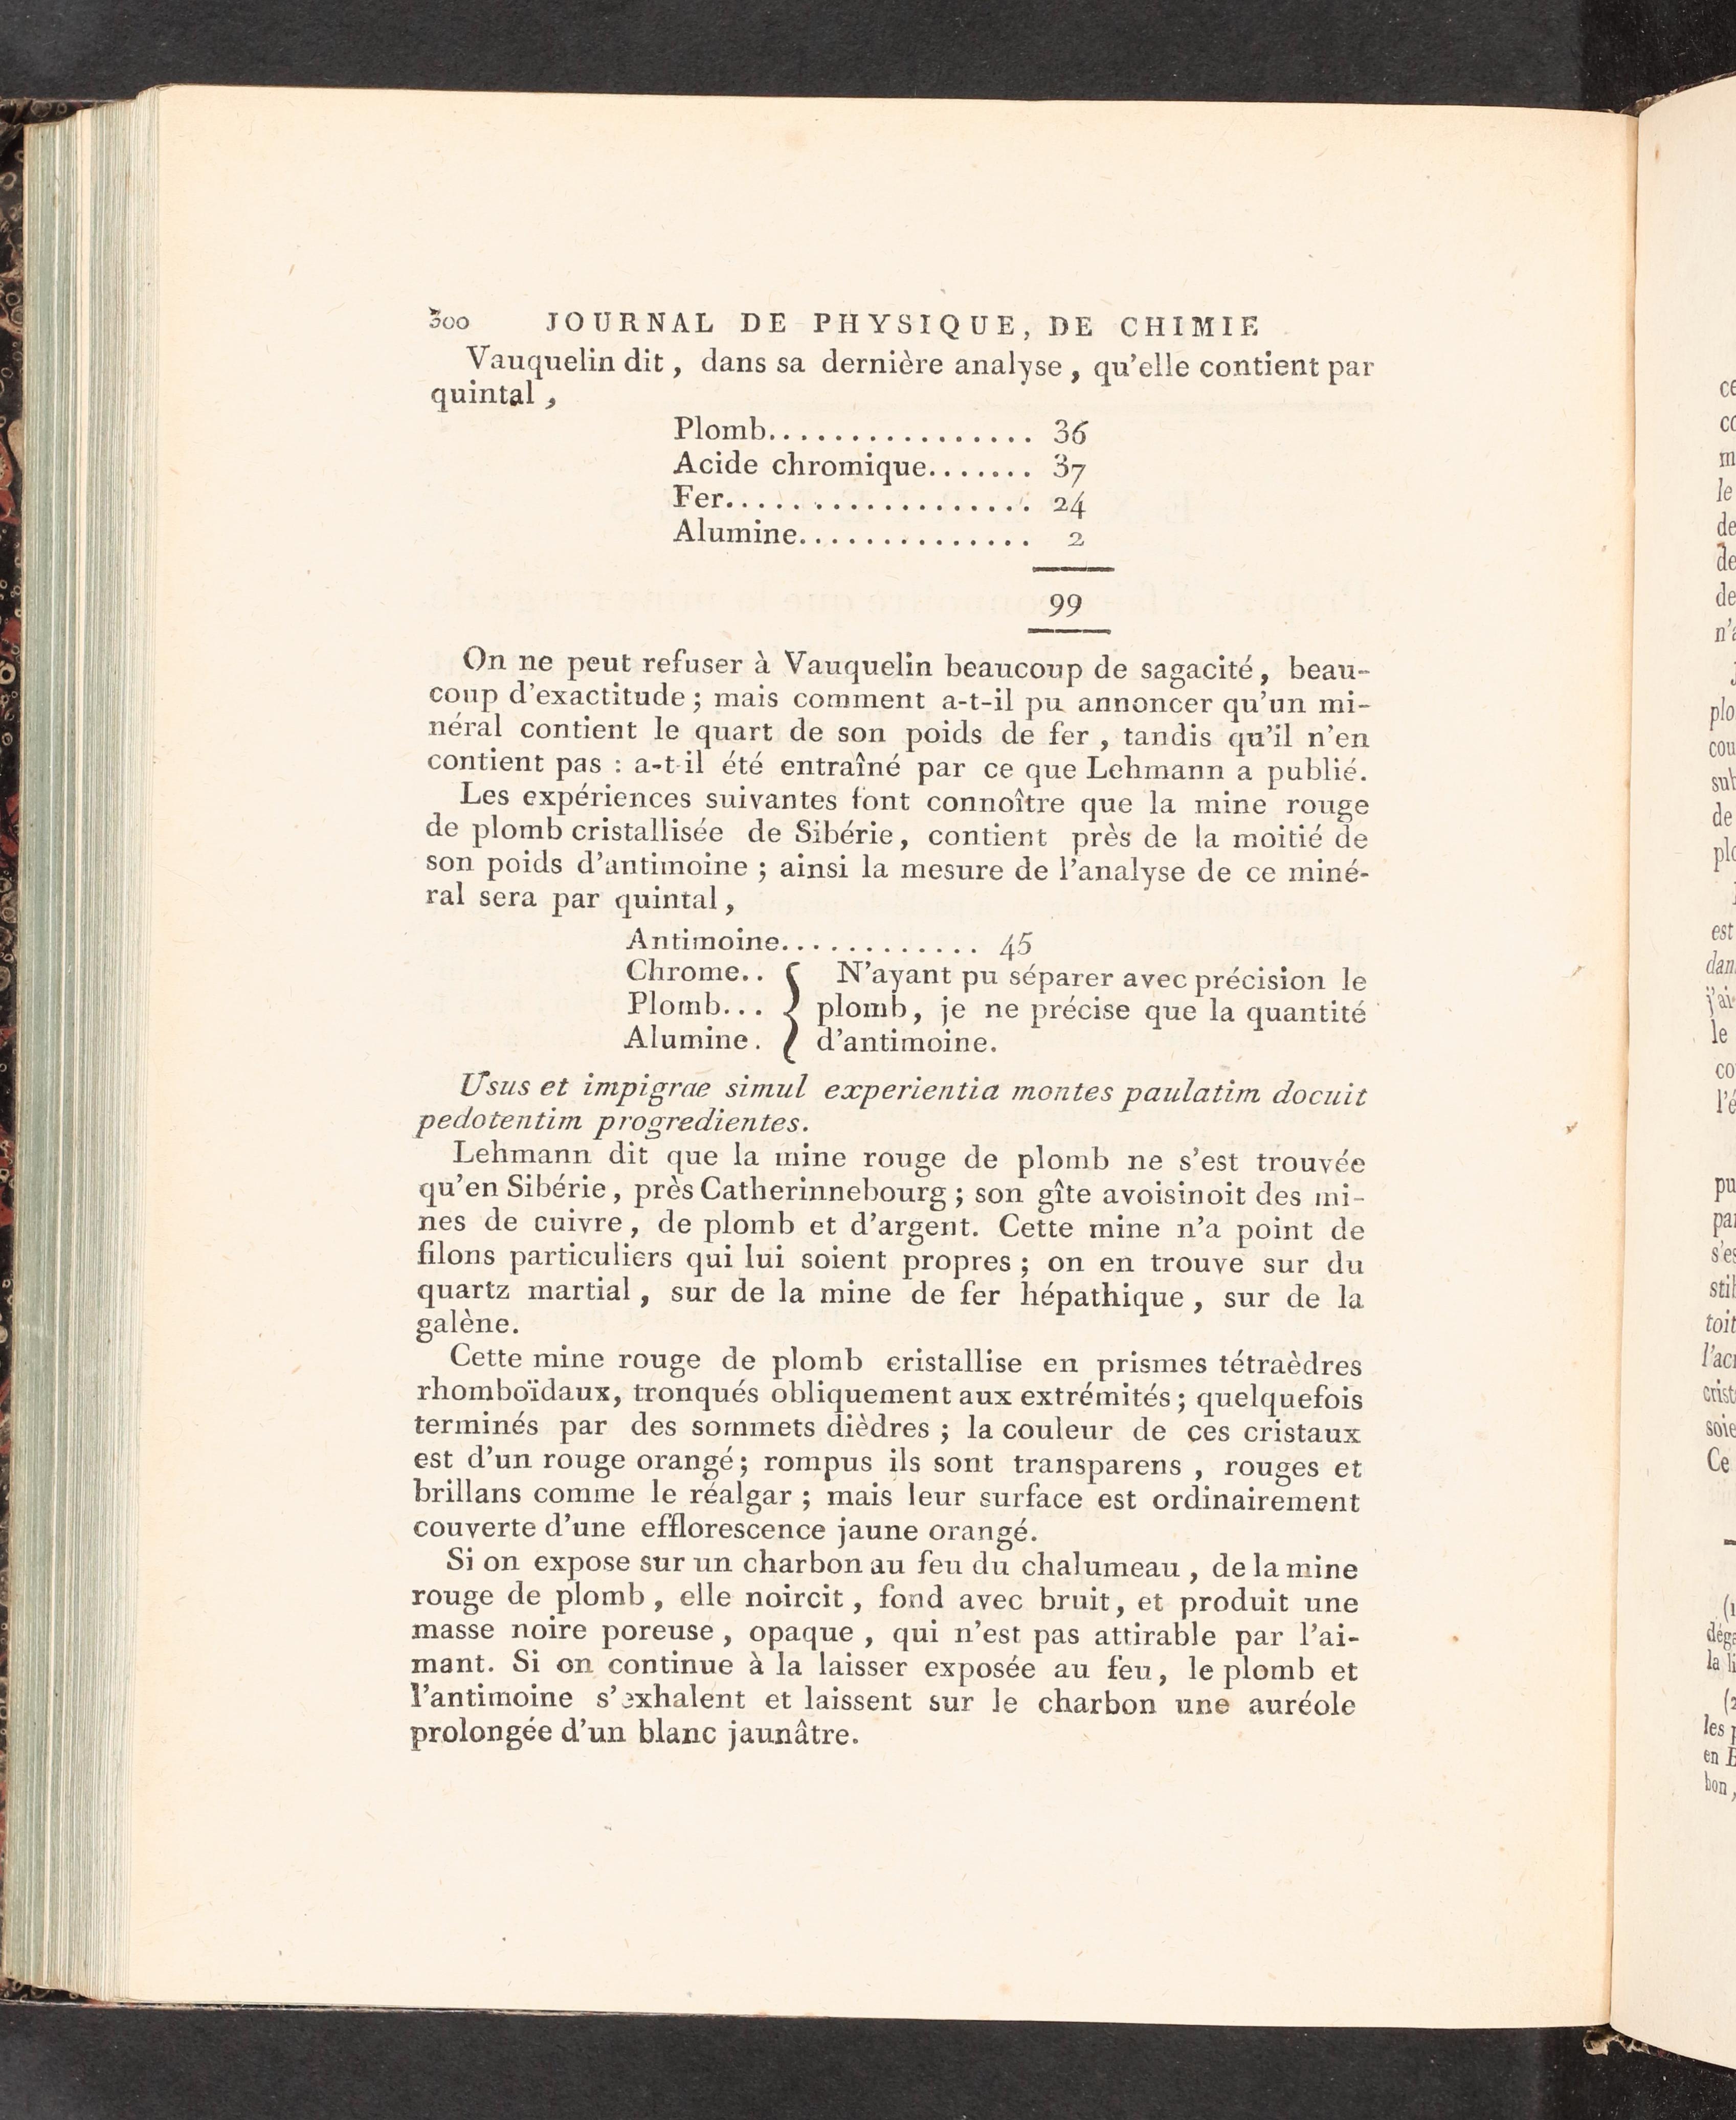 300 JOURNAL DE PHYSIQUE, DE CHIMIE
Vauquelin dit, dans sa dernière analyse, qu'elle contient par
quintal,
Plomb................ 36
Acide chromique....... 37
Fer................... 24
Alumine.............. 2
99
On ne peut refuser à Vauquelin beaucoup de sagacité, beau-
coup d'exactitude; mais comment a-t-il pu annoncer qu'un mi-
néral contient le quart de son poids de fer, tandis qu'il n'en
contient pas : a-t-il été entraîné par ce que Lehmann a publié.
Les expériences suivantes font connoître que la mine rouge
de plomb cristallisée de Sibérie, contient près de la moitié de
son poids d'antimoine; ainsi la mesure de l'analyse de ce miné-
ral sera par quintal,
Antimoine............ 45
Chrome.. { N'ayant pu séparer avec précision le
Plomb... { plomb, je ne précise que la quantité
Alumine. { d'antimoine.
Usus et impigrae simul experientia montes paulatim docuit
pedotentim progredientes.
Lehmann dit que la mine rouge de plomb ne s'est trouvée
qu'en Sibérie, près Catherinnebourg; son gîte avoisinoit des mi-
nes de cuivre, de plomb et d'argent. Cette mine n'a point de
filons particuliers qui lui soient propres; on en trouve sur du
quartz martial, sur de la mine de fer hépathique, sur de la
galène.
Cette mine rouge de plomb cristallise en prismes tétraèdres
rhomboïdaux, tronqués obliquement aux extrémités; quelquefois
terminés par des sommets dièdres; la couleur de ces cristaux
est d'un rouge orangé; rompus ils sont transparens, rouges et
brillans comme le réalgar; mais leur surface est ordinairement
couverte d'une efflorescence jaune orangé.
Si on expose sur un charbon au feu du chalumeau, de la mine
rouge de plomb, elle noircit, fond avec bruit, et produit une
masse noire poreuse, opaque, qui n'est pas attirable par l'ai-
mant. Si on continue à la laisser exposée au feu, le plomb et
l'antimoine s'exhalent et laissent sur le charbon une auréole
prolongée d'un blanc jaunâtre.